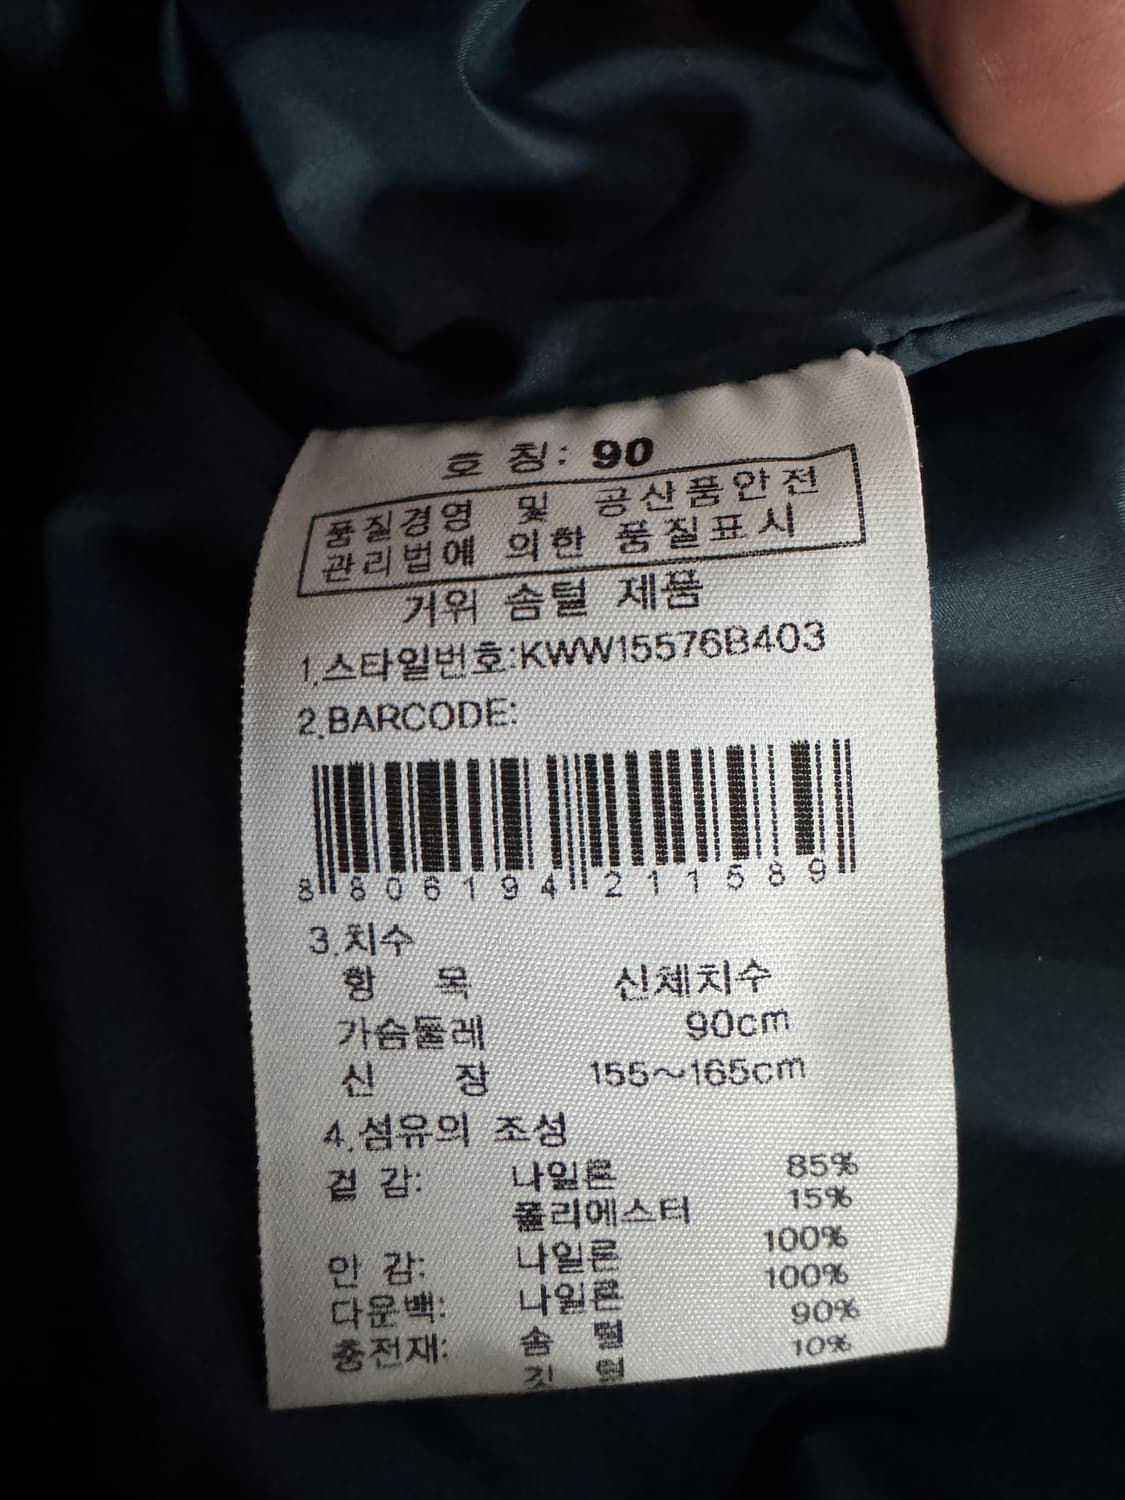 호 칭: 90
품질경영 및 공산품안전
관리법에 의한 품질표시
거위 솜털 제품
1.스타일번호:KWW15576B403
2.BARCODE:
8 806194 211589
3.치수
항 목 신체치수
가슴둘레 90cm
신 장 155~165cm
4.섬유의 조성
겉 감: 나일론 85%
폴리에스터 15%
안 감: 나일론 100%
다운백: 나일론 100%
충전재: 솜 털 90%
깃 털 10%